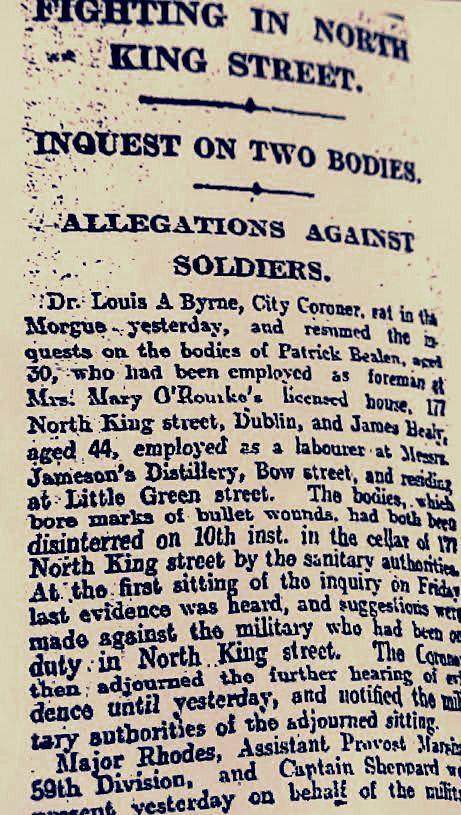 FIGHTING IN NORTH
KING STREET.
INQUEST ON TWO BODIES.
ALLEGATIONS AGAINST
SOLDIERS.
Dr. Louis A Byrne, City Coroner, sat in the
Morgue yesterday, and resumed the in-
quests on the bodies of Patrick Bealen, aged
30, who had been employed as foreman at
Mrs. Mary O'Rourke's licensed house, 177
North King street, Dublin, and James Healy,
aged 44, employed as a labourer at Messrs.
Jameson's Distillery, Bow street, and residing
at Little Green street. The bodies, which
bore marks of bullet wounds, had both been
disinterred on 10th inst. in the cellar of 177
North King street by the sanitary authorities.
At the first sitting of the inquiry on Friday
last evidence was heard, and suggestions were
made against the military who had been on
duty in North King street. The Coroner
then adjourned the further hearing of evi-
dence until yesterday, and notified the mili-
tary authorities of the adjourned sitting.
Major Rhodes, Assistant Provost
59th Division, and Captain Sheppard
present yesterday on behalf of the